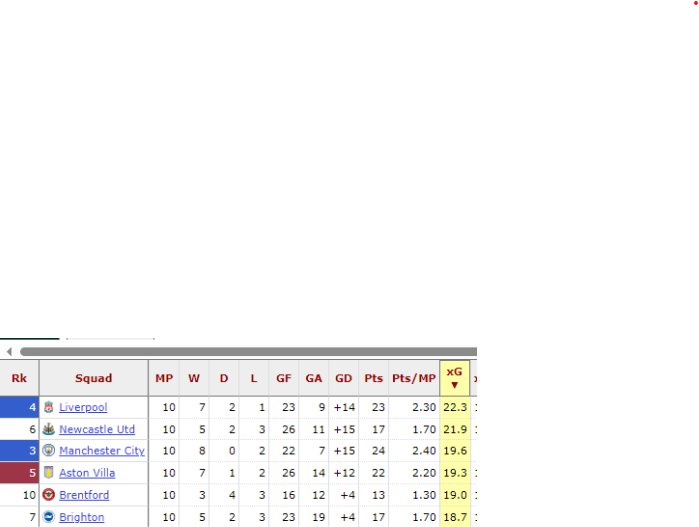 Rk Squad MP W D L GF GA GD Pts Pts/MP xG ▼
4 Liverpool 10 7 2 1 23 9 +14 23 2.30 22.3
6 Newcastle Utd 10 5 2 3 26 11 +15 17 1.70 21.9
3 Manchester City 10 8 0 2 22 7 +15 24 2.40 19.6
5 Aston Villa 10 7 1 2 26 14 +12 22 2.20 19.3
10 Brentford 10 3 4 3 16 12 +4 13 1.30 19.0
7 Brighton 10 5 2 3 23 19 +4 17 1.70 18.7